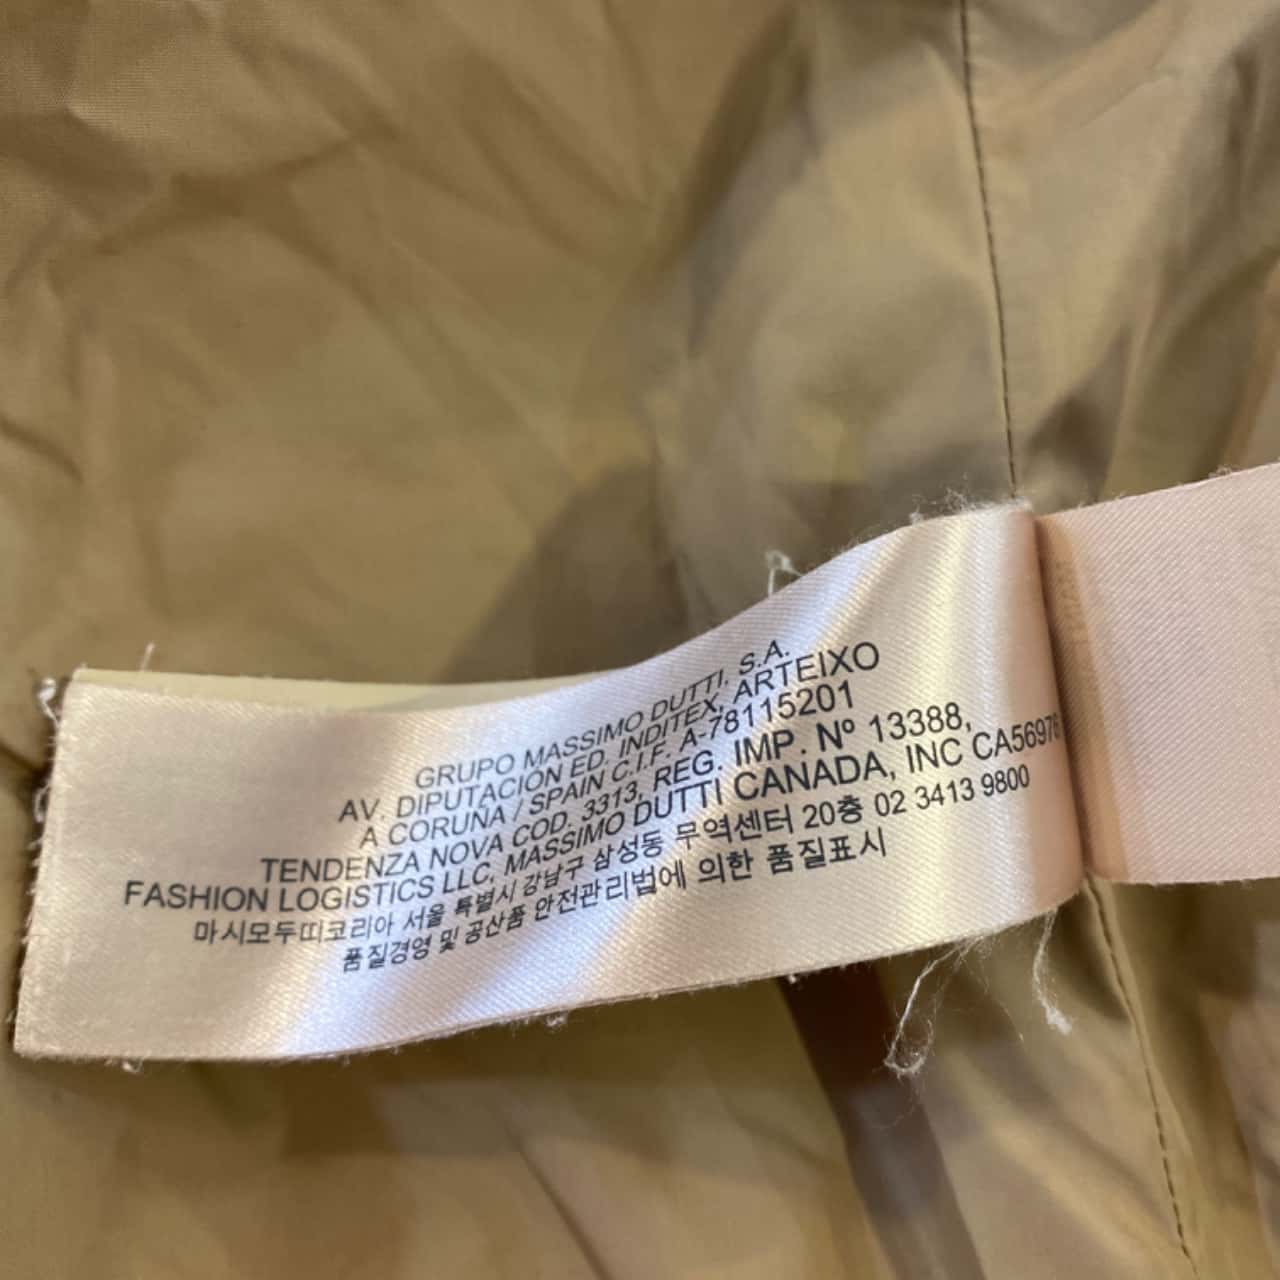 GRUPO MASSIMO DUTTI, S.A.
AV. DIPUTACIÓN ED. INDITEX, ARTEIXO
A CORUÑA / SPAIN C.I.F. A-78115201
TENDENZA NOVA COD. 3313, REG. IMP. Nº 13388,
FASHION LOGISTICS LLC, MASSIMO DUTTI CANADA, INC CA56976
마시모두띠코리아 서울 특별시 강남구 삼성동 무역센터 20층 02 3413 9800
품질경영 및 공산품 안전관리법에 의한 품질표시